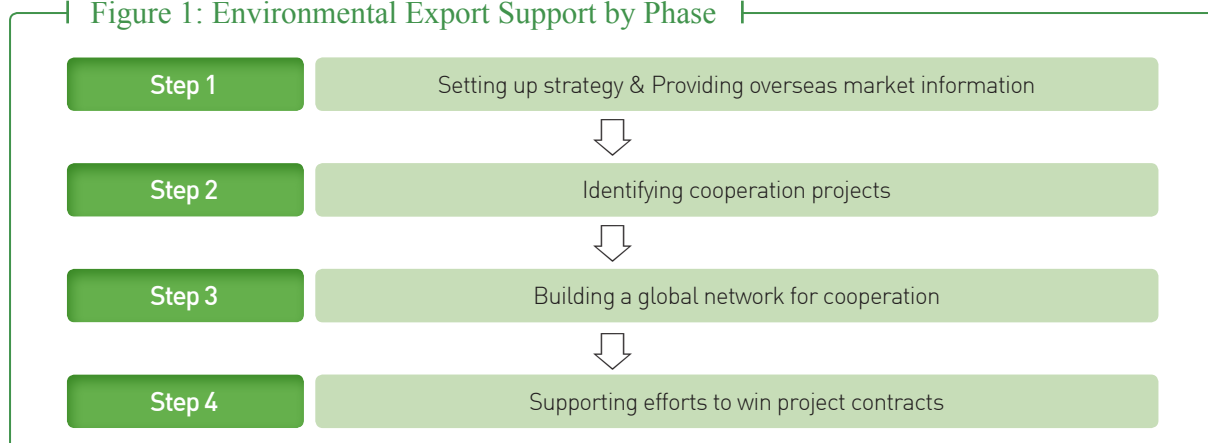 Figure 1: Environmental Export Support by Phase
Step 1
Setting up strategy & Providing overseas market information
Step 2
Identifying cooperation projects
Step 3
Building a global network for cooperation
Step 4
Supporting efforts to win project contracts